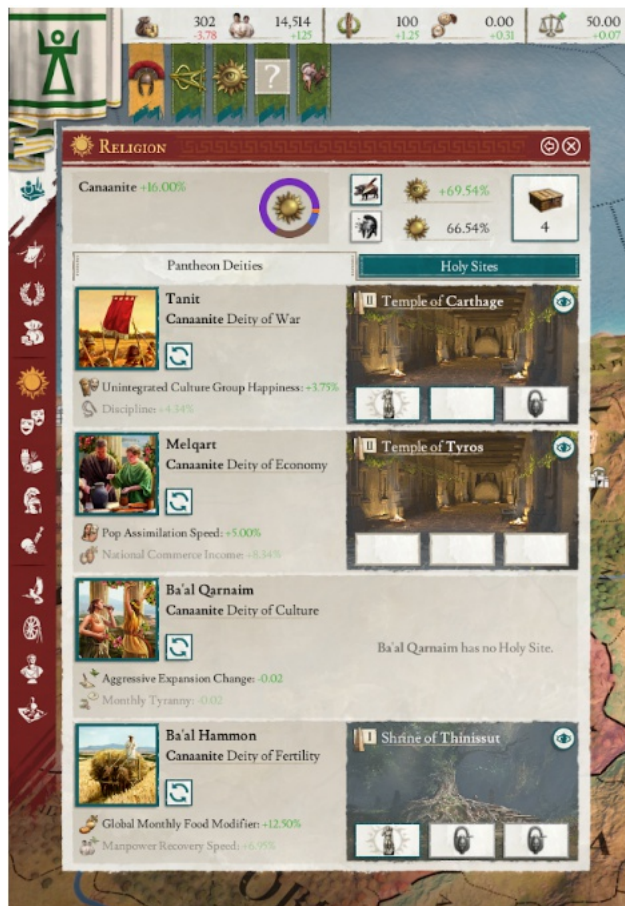 302
-3.78
14,514
+125
100
+1.25
0.00
+0.31
50.00
+0.07
?
Religion
Canaanite +16.00%
+69.54%
66.54%
4
Pantheon Deities
Holy Sites
Tanit
Canaanite Deity of War
Unintegrated Culture Group Happiness: +3.75%
Discipline: +4.34%
II Temple of Carthage
Melqart
Canaanite Deity of Economy
Pop Assimilation Speed: +5.00%
National Commerce Income: +8.34%
II Temple of Tyros
Ba'al Qarnaim
Canaanite Deity of Culture
Aggressive Expansion Change: -0.02
Monthly Tyranny: -0.02
Ba'al Qarnaim has no Holy Site.
Ba'al Hammon
Canaanite Deity of Fertility
Global Monthly Food Modifier: +12.50%
Manpower Recovery Speed: +6.95%
I Shrine of Thinissut